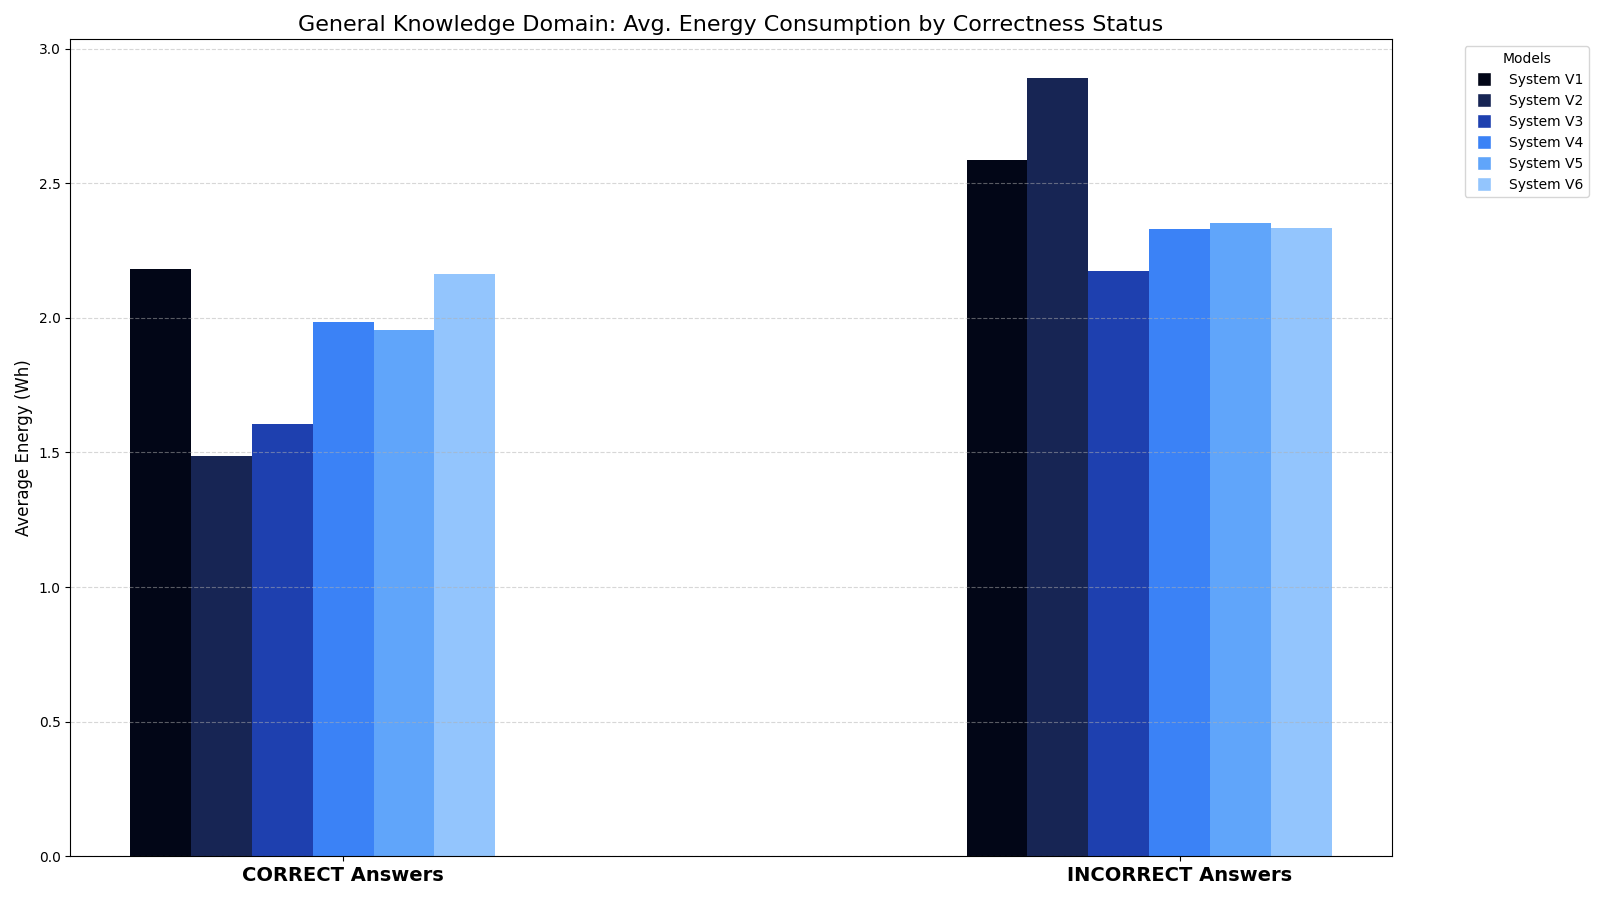 General Knowledge Domain: Avg. Energy Consumption by Correctness Status
Average Energy (Wh)
3.0
2.5
2.0
1.5
1.0
0.5
0.0
CORRECT Answers
INCORRECT Answers
Models
System V1
System V2
System V3
System V4
System V5
System V6